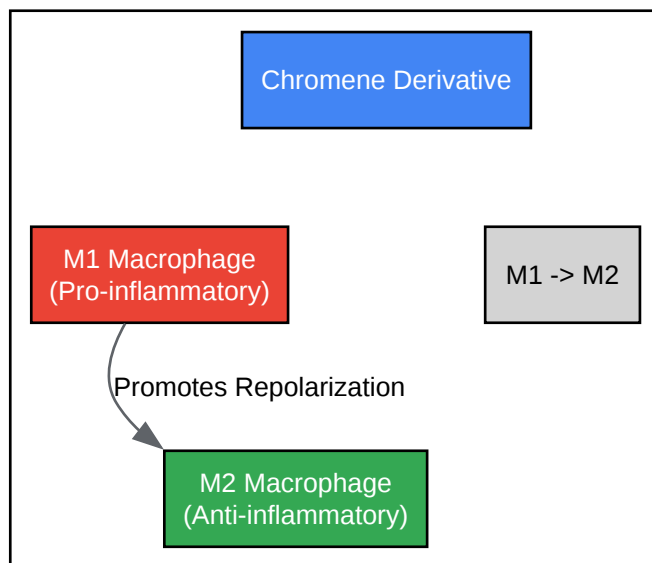 Chromene Derivative
M1 Macrophage
(Pro-inflammatory)
M1 -> M2
Promotes Repolarization
M2 Macrophage
(Anti-inflammatory)